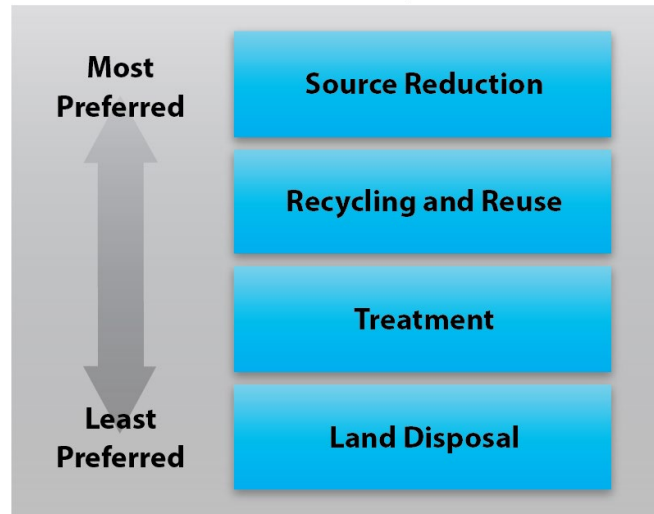 Most
Preferred
Source Reduction
Recycling and Reuse
Treatment
Least
Preferred
Land Disposal